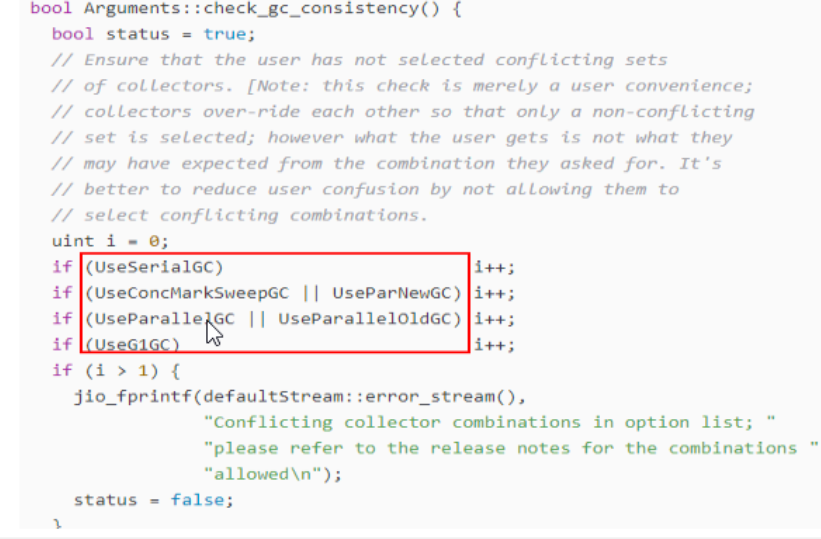 bool Arguments::check_gc_consistency() {
  bool status = true;
  // Ensure that the user has not selected conflicting sets
  // of collectors. [Note: this check is merely a user convenience;
  // collectors over-ride each other so that only a non-conflicting
  // set is selected; however what the user gets is not what they
  // may have expected from the combination they asked for. It's
  // better to reduce user confusion by not allowing them to
  // select conflicting combinations.
  uint i = 0;
  if (UseSerialGC)                       i++;
  if (UseConcMarkSweepGC || UseParNewGC) i++;
  if (UseParallelGC || UseParallelOldGC) i++;
  if (UseG1GC)                           i++;
  if (i > 1) {
    jio_fprintf(defaultStream::error_stream(),
                "Conflicting collector combinations in option list; "
                "please refer to the release notes for the combinations "
                "allowed\n");
    status = false;
  }